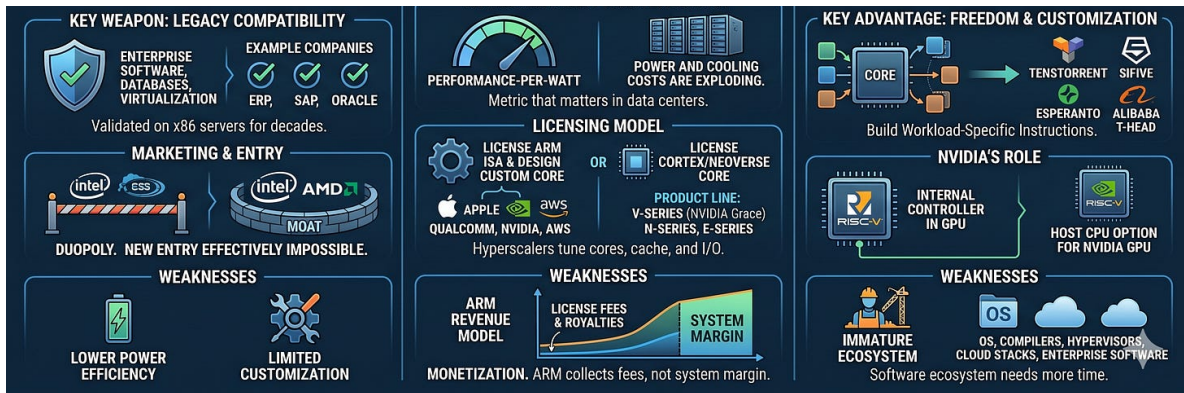 KEY WEAPON: LEGACY COMPATIBILITY
ENTERPRISE
SOFTWARE,
DATABASES,
VIRTUALIZATION
EXAMPLE COMPANIES
ERP,
SAP,
ORACLE
Validated on x86 servers for decades.
MARKETING & ENTRY
intel
ess
intel
AMD
MOAT
DUOPOLY. NEW ENTRY EFFECTIVELY IMPOSSIBLE.
WEAKNESSES
LOWER POWER
EFFICIENCY
LIMITED
CUSTOMIZATION
PERFORMANCE-PER-WATT
POWER AND COOLING
COSTS ARE EXPLODING.
Metric that matters in data centers.
LICENSING MODEL
LICENSE ARM
ISA & DESIGN
CUSTOM CORE
OR
LICENSE
CORTEX/NEOVERSE
CORE
APPLE
aws
QUALCOMM, NVIDIA, AWS
PRODUCT LINE:
V-SERIES (NVIDIA Grace)
N-SERIES, E-SERIES
Hyperscalers tune cores, cache, and I/O.
WEAKNESSES
ARM
REVENUE
MODEL
LICENSE FEES
& ROYALTIES
SYSTEM
MARGIN
MONETIZATION. ARM collects fees, not system margin.
KEY ADVANTAGE: FREEDOM & CUSTOMIZATION
CORE
TENSTORRENT
SIFIVE
ESPERANTO
ALIBABA
T-HEAD
Build Workload-Specific Instructions.
NVIDIA'S ROLE
RISC-V
INTERNAL
CONTROLLER
IN GPU
RISC-V
HOST CPU OPTION
FOR NVIDIA GPU
WEAKNESSES
IMMATURE
ECOSYSTEM
OS
OS, COMPILERS, HYPERVISORS,
CLOUD STACKS, ENTERPRISE SOFTWARE
Software ecosystem needs more time.